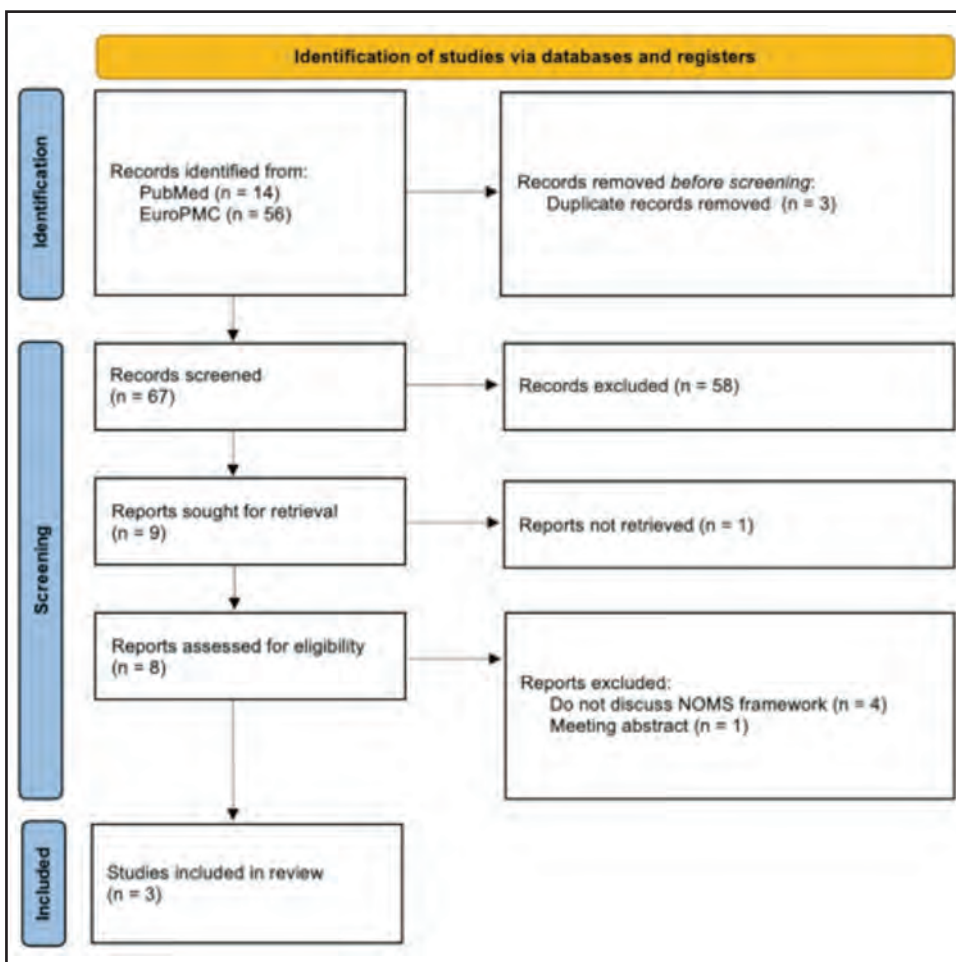 Identification of studies via databases and registers
Identification
Records identified from:
PubMed (n = 14)
EuroPMC (n = 56)
Records removed before screening:
Duplicate records removed (n = 3)
Screening
Records screened
(n = 67)
Records excluded (n = 58)
Reports sought for retrieval
(n = 9)
Reports not retrieved (n = 1)
Reports assessed for eligibility
(n = 8)
Reports excluded:
Do not discuss NOMS framework (n = 4)
Meeting abstract (n = 1)
Included
Studies included in review
(n = 3)